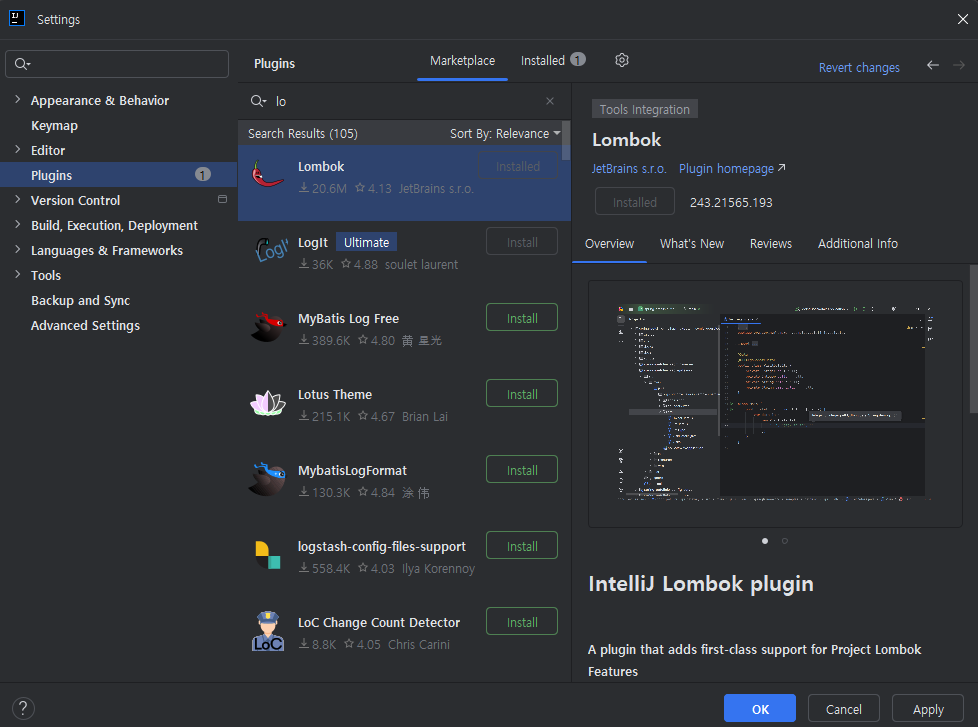 Settings
Appearance & Behavior
Keymap
Editor
Plugins 1
Version Control
Build, Execution, Deployment
Languages & Frameworks
Tools
Backup and Sync
Advanced Settings
Plugins
Marketplace
Installed 1
Revert changes
lo
Search Results (105)
Sort By: Relevance
Lombok
Installed
20.6M 4.13 JetBrains s.r.o.
LogIt Ultimate
Install
36K 4.88 soulet laurent
MyBatis Log Free
Install
389.6K 4.80 黄 星光
Lotus Theme
Install
215.1K 4.67 Brian Lai
MybatisLogFormat
Install
130.3K 4.84 涂 伟
logstash-config-files-support
Install
558.4K 4.03 Ilya Korennoy
LoC Change Count Detector
Install
LoC
8.8K 4.05 Chris Carini
Tools Integration
Lombok
JetBrains s.r.o. Plugin homepage
Installed 243.21565.193
Overview What's New Reviews Additional Info
IntelliJ Lombok plugin
A plugin that adds first-class support for Project Lombok
Features
?
OK Cancel Apply